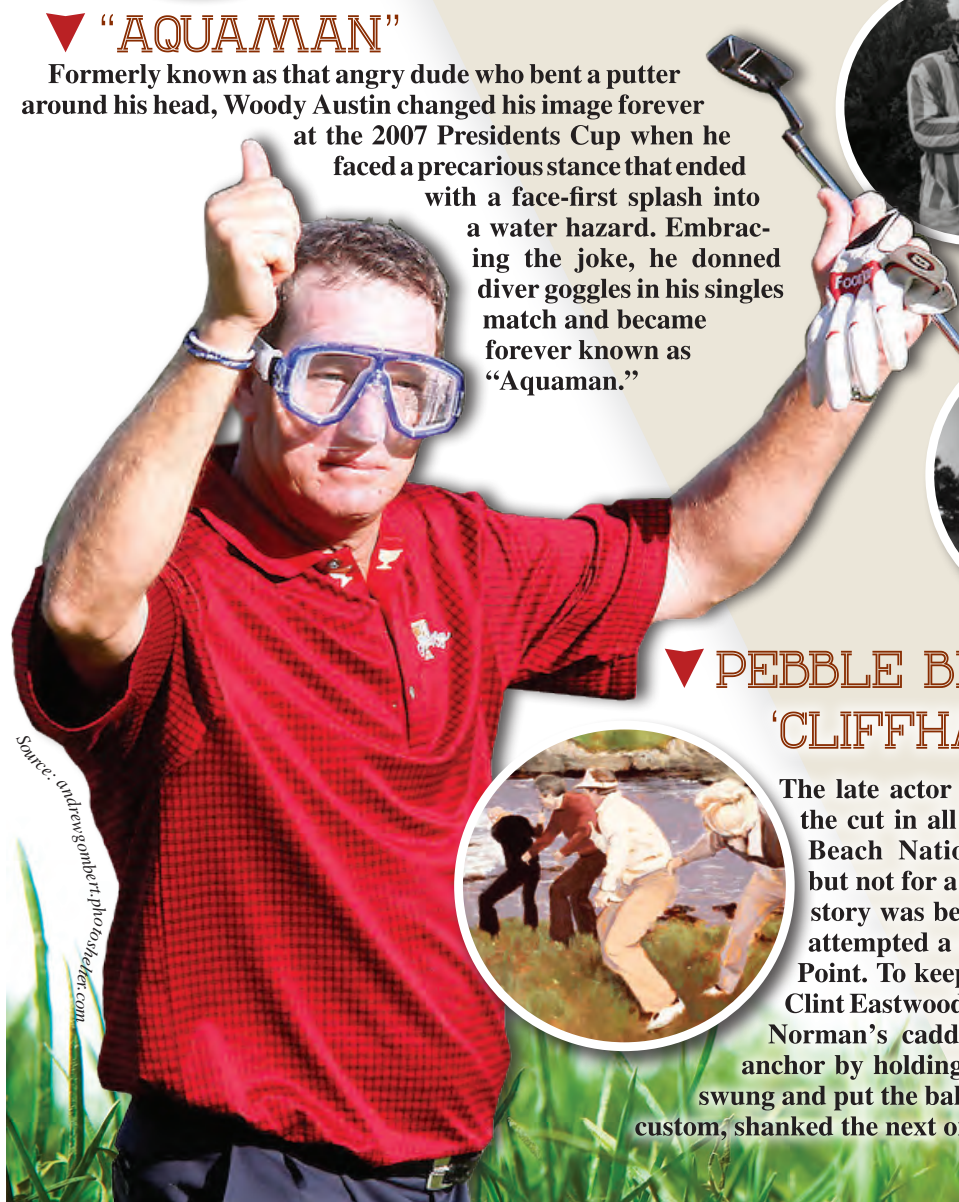 “AQUAMAN”
Formerly known as that angry dude who bent a putter
around his head, Woody Austin changed his image forever
at the 2007 Presidents Cup when he
faced a precarious stance that ended
with a face-first splash into
a water hazard. Embrac-
ing the joke, he donned
diver goggles in his singles
match and became
forever known as
“Aquaman.”
Source: andrewgombert.photoshelter.com
PEBBLE
‘CLIFFHA
The late actor
the cut in all
Beach Natio
but not for a
story was be
attempted a
Point. To keep
Clint Eastwood
Norman’s cadd
anchor by holding
swung and put the bal
custom, shanked the next o